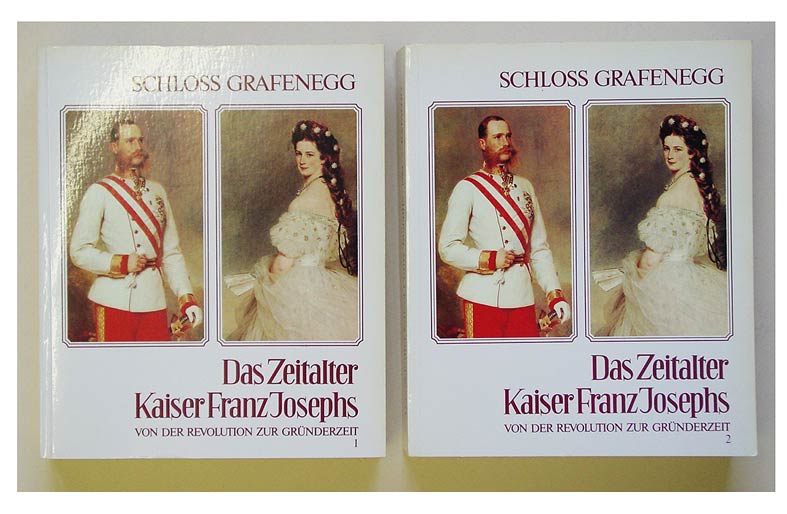 SCHLOSS GRAFENEGG
Das Zeitalter
Kaiser Franz Josephs
VON DER REVOLUTION ZUR GRÜNDERZEIT
1
SCHLOSS GRAFENEGG
Das Zeitalter
Kaiser Franz Josephs
VON DER REVOLUTION ZUR GRÜNDERZEIT
2